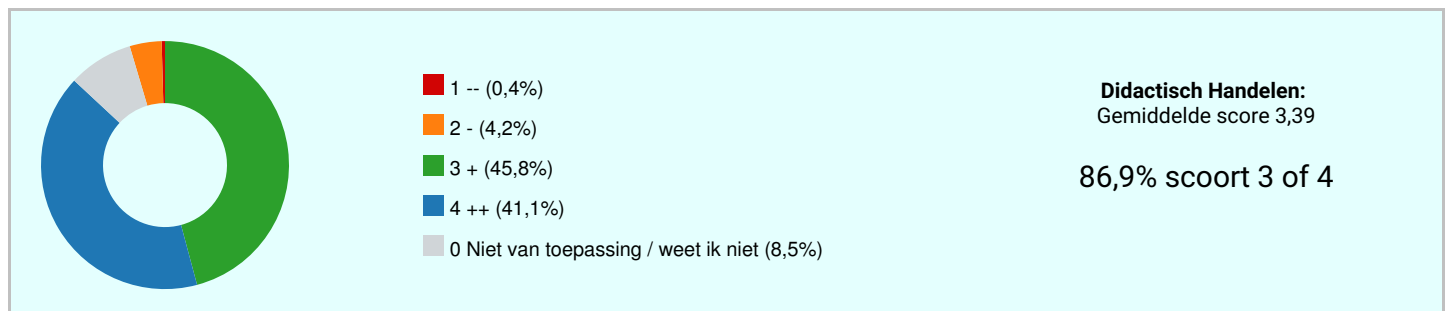 1 -- (0,4%)
2 - (4,2%)
3 + (45,8%)
4 ++ (41,1%)
0 Niet van toepassing / weet ik niet (8,5%)
Didactisch Handelen:
Gemiddelde score 3,39
86,9% scoort 3 of 4